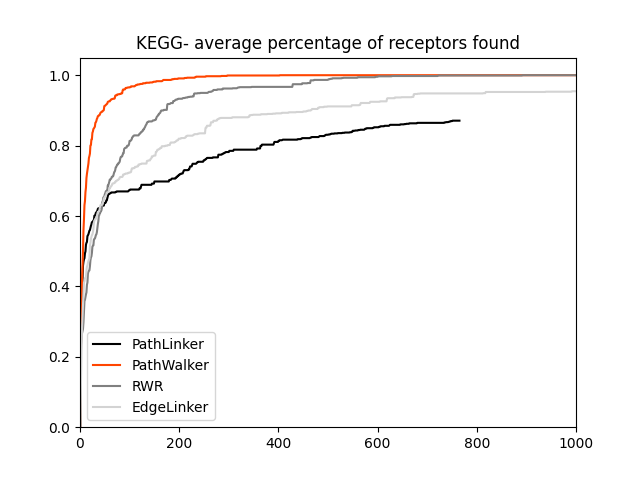 KEGG- average percentage of receptors found
1.0
0.8
0.6
0.4
0.2
0.0
PathLinker
PathWalker
RWR
EdgeLinker
0 200 400 600 800 1000